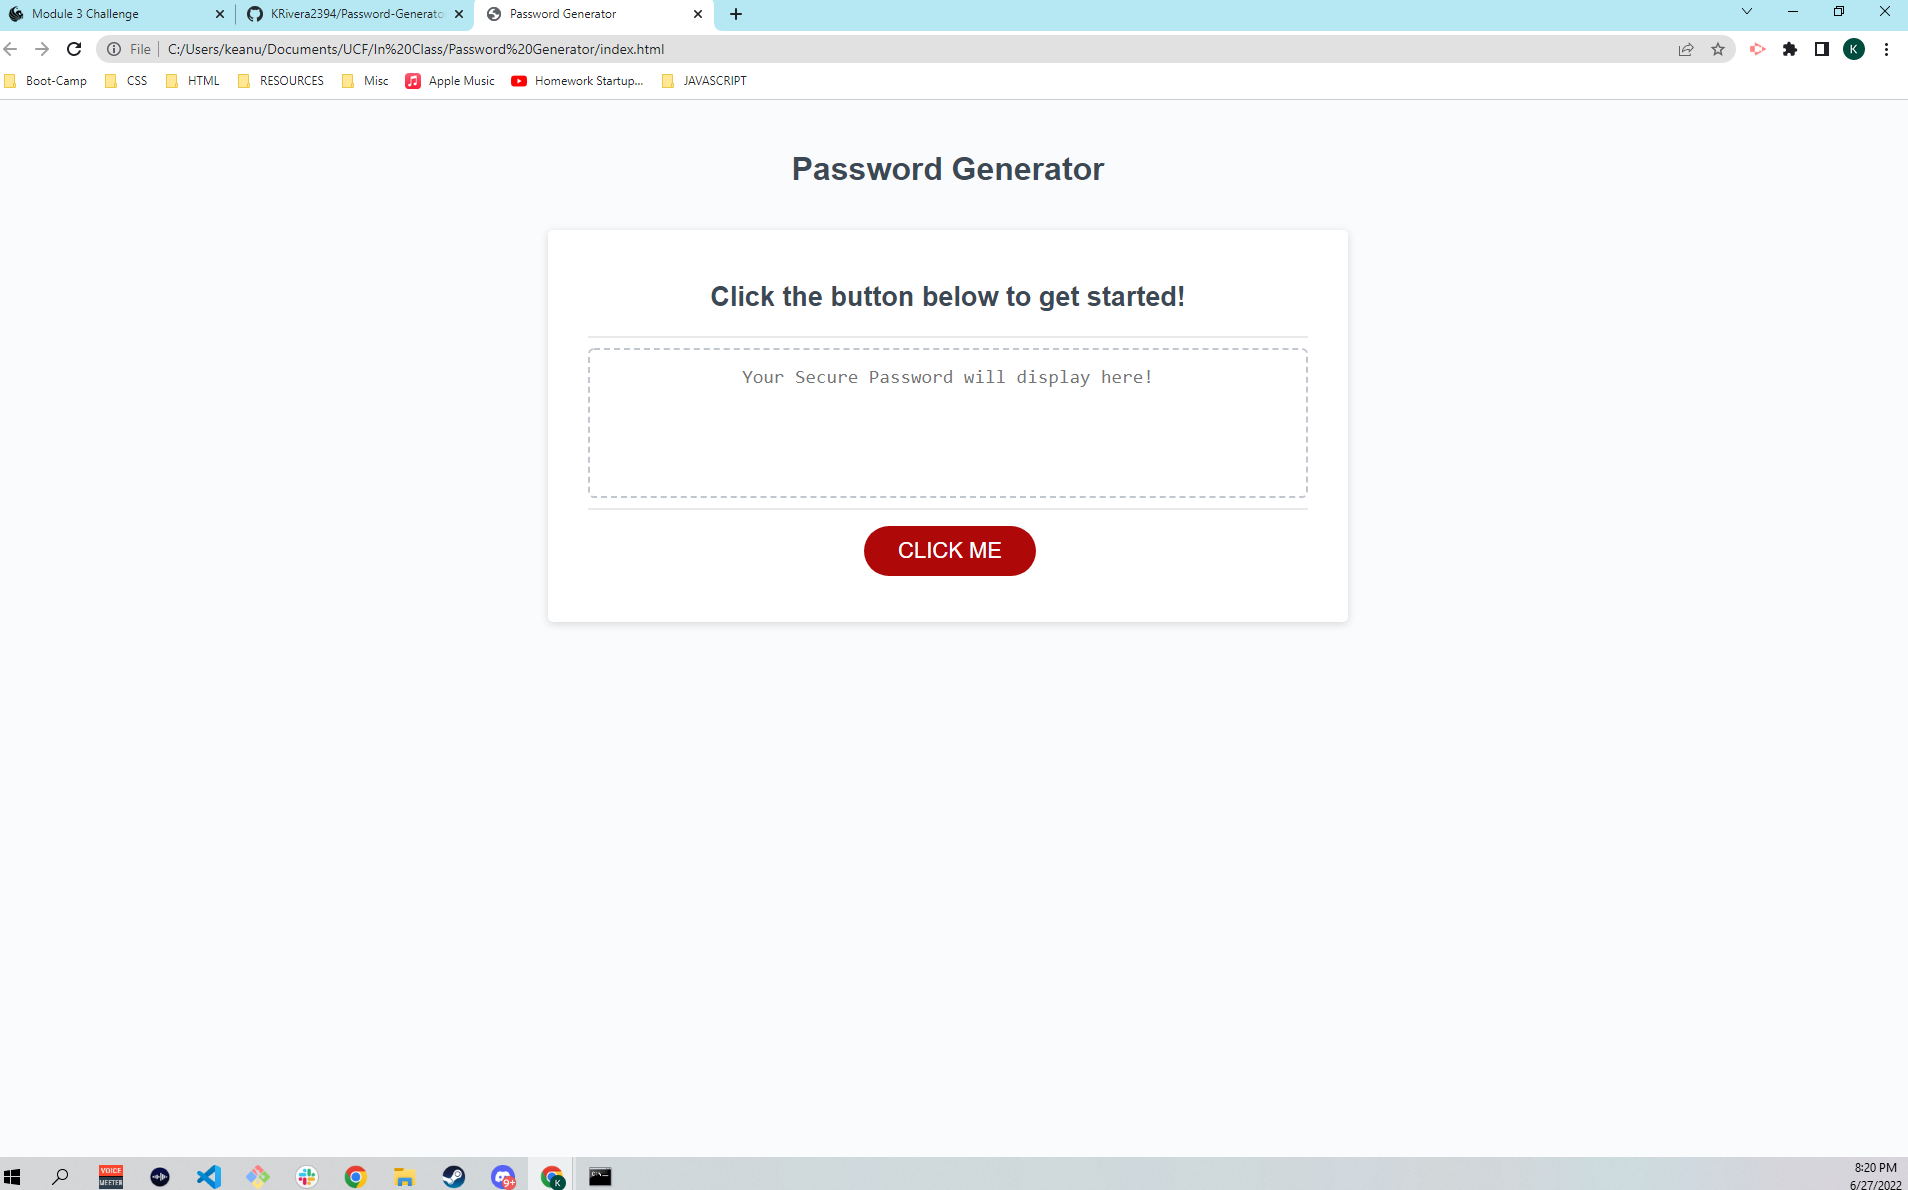 Module 3 Challenge
KRivera2394/Password-Generato
Password Generator
File
C:/Users/keanu/Documents/UCF/In%20Class/Password%20Generator/index.html
K
Boot-Camp
CSS
HTML
RESOURCES
Misc
Apple Music
Homework Startup...
JAVASCRIPT
Password Generator
Click the button below to get started!
Your Secure Password will display here!
CLICK ME
VOICE
MEETER
9+
K
8:20 PM
6/27/2022